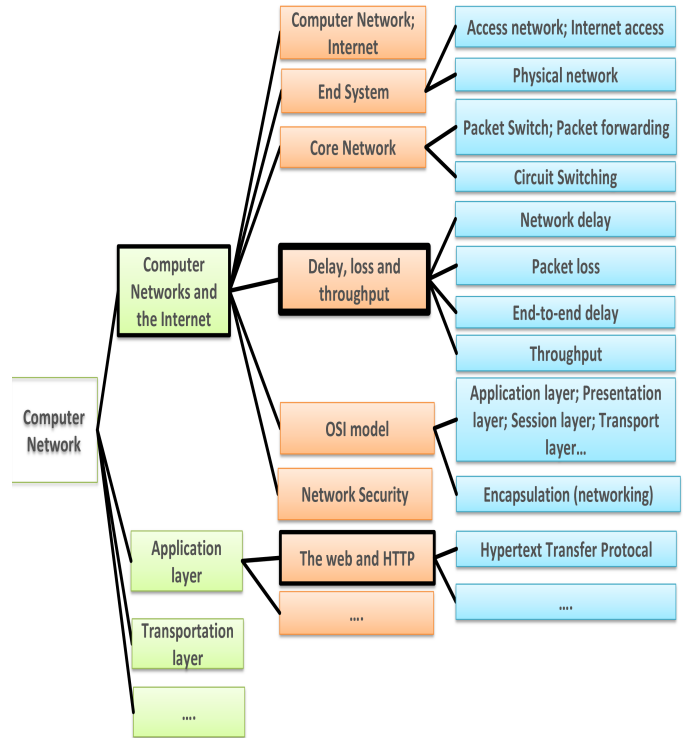 Computer Network;
Internet
Access network; Internet access
End System
Physical network
Core Network
Packet Switch; Packet forwarding
Circuit Switching
Computer
Networks and
the Internet
Delay, loss and
throughput
Network delay
Packet loss
End-to-end delay
Throughput
Computer
Network
OSI model
Application layer; Presentation
layer; Session layer; Transport
layer...
Network Security
Encapsulation (networking)
Application
layer
The web and HTTP
Hypertext Transfer Protocal
....
....
Transportation
layer
....